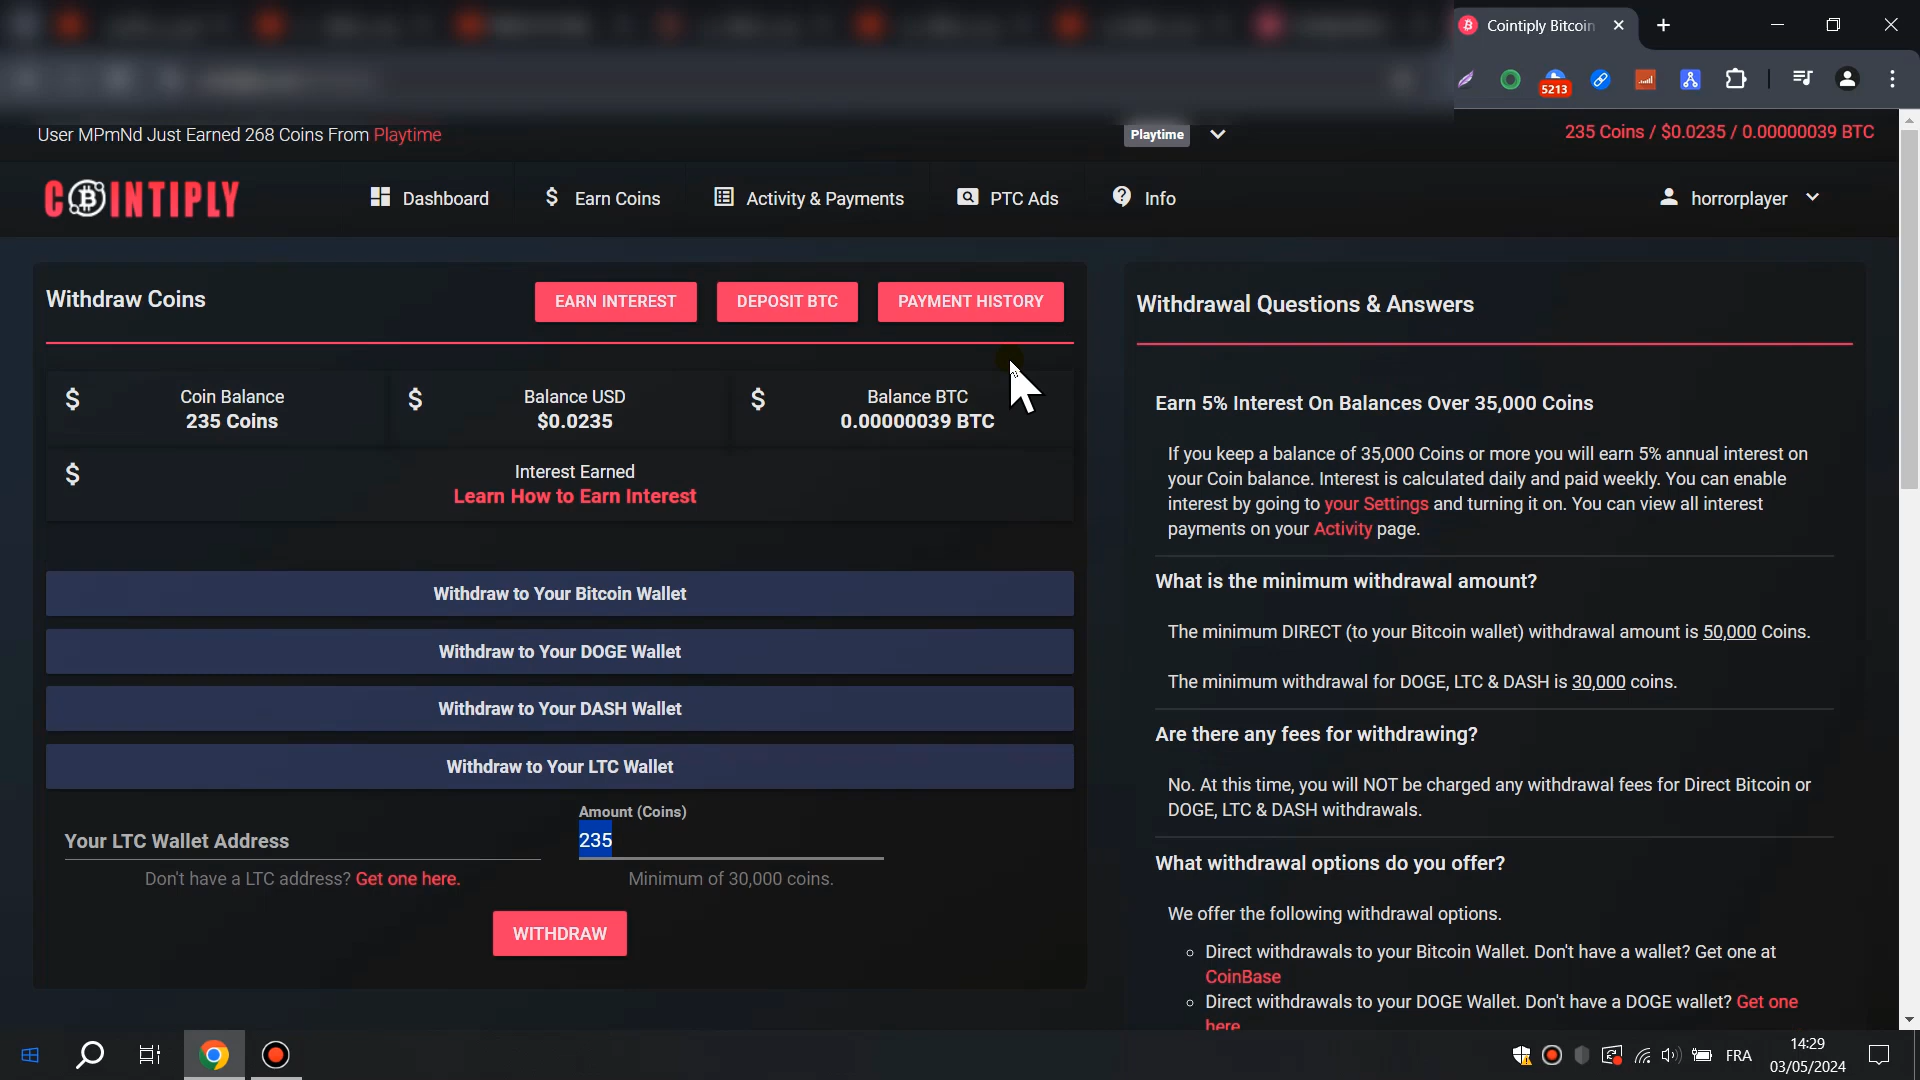 Cointiply Bitcoin
5213
User MPmNd Just Earned 268 Coins From Playtime
Playtime
235 Coins / $0.0235 / 0.00000039 BTC
COINTIPLY
Dashboard
Earn Coins
Activity & Payments
PTC Ads
Info
horrorplayer
Withdraw Coins
EARN INTEREST
DEPOSIT BTC
PAYMENT HISTORY
Coin Balance
235 Coins
Balance USD
$0.0235
Balance BTC
0.00000039 BTC
Interest Earned
Learn How to Earn Interest
Withdraw to Your Bitcoin Wallet
Withdraw to Your DOGE Wallet
Withdraw to Your DASH Wallet
Withdraw to Your LTC Wallet
Your LTC Wallet Address
Amount (Coins)
235
Don't have a LTC address? Get one here.
Minimum of 30,000 coins.
WITHDRAW
Withdrawal Questions & Answers
Earn 5% Interest On Balances Over 35,000 Coins
If you keep a balance of 35,000 Coins or more you will earn 5% annual interest on
your Coin balance. Interest is calculated daily and paid weekly. You can enable
interest by going to your Settings and turning it on. You can view all interest
payments on your Activity page.
What is the minimum withdrawal amount?
The minimum DIRECT (to your Bitcoin wallet) withdrawal amount is 50,000 Coins.
The minimum withdrawal for DOGE, LTC & DASH is 30,000 coins.
Are there any fees for withdrawing?
No. At this time, you will NOT be charged any withdrawal fees for Direct Bitcoin or
DOGE, LTC & DASH withdrawals.
What withdrawal options do you offer?
We offer the following withdrawal options.
Direct withdrawals to your Bitcoin Wallet. Don't have a wallet? Get one at
CoinBase
Direct withdrawals to your DOGE Wallet. Don't have a DOGE wallet? Get one
here
FRA
14:29
03/05/2024